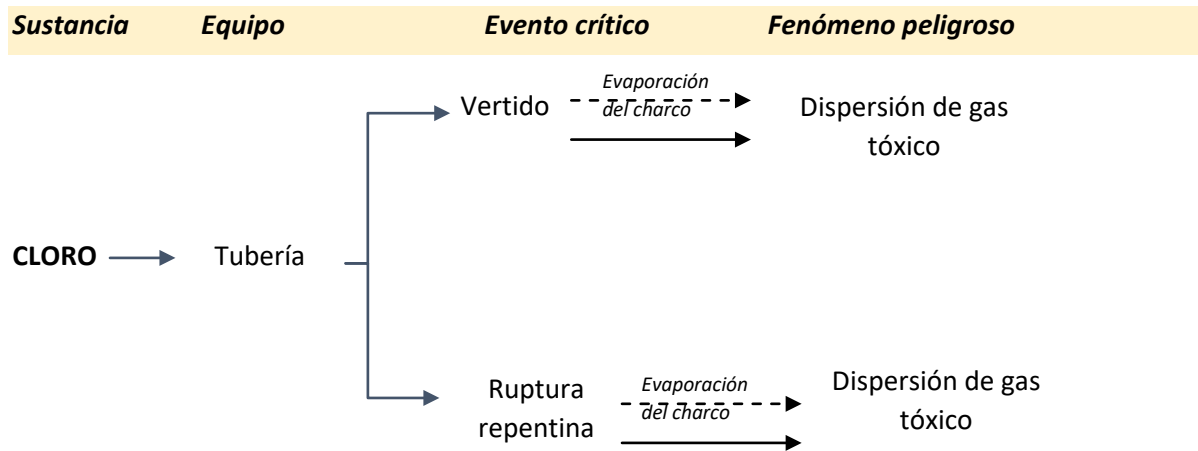 Sustancia Equipo Evento crítico Fenómeno peligroso
Evaporación
del charco
Vertido
Dispersión de gas
tóxico
CLORO Tubería
Ruptura
repentina
Evaporación
del charco
Dispersión de gas
tóxico